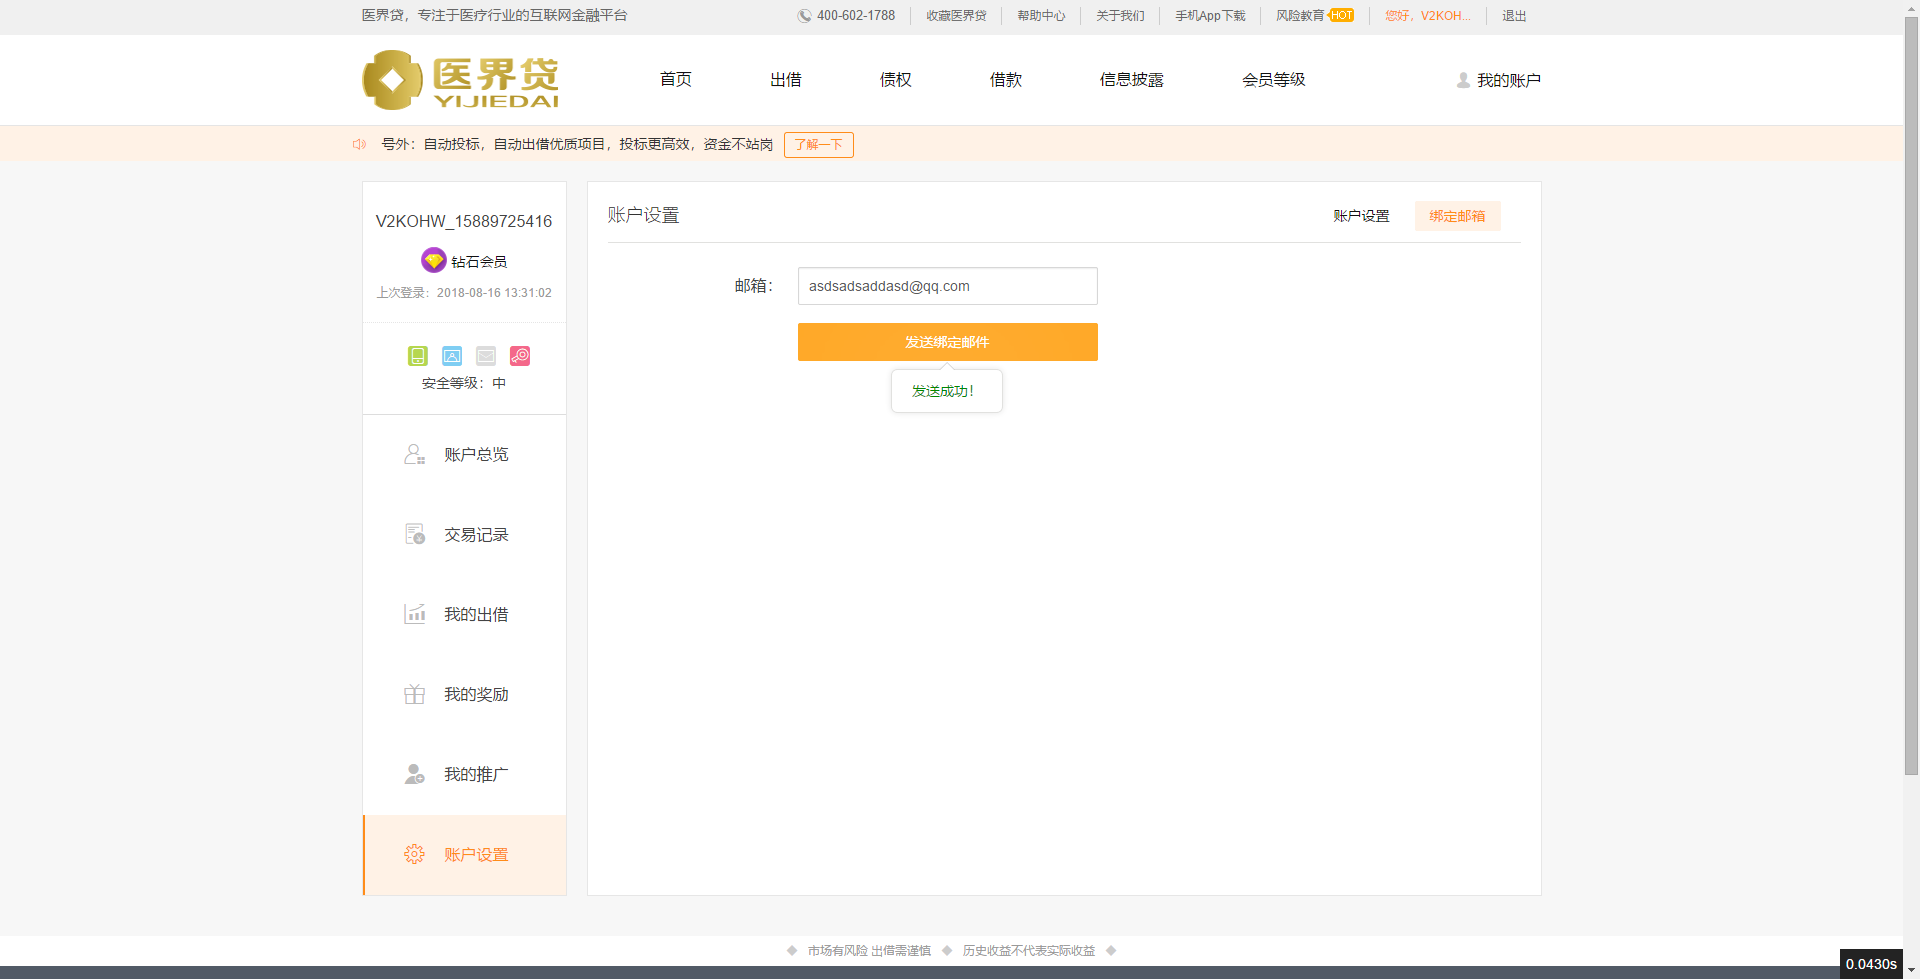 医界贷，专注于医疗行业的互联网金融平台
400-602-1788
收藏医界贷
帮助中心
关于我们
手机App下载
风险教育 HOT
您好，V2KOH...
退出
医界贷
YIJIEDAI
首页
出借
债权
借款
信息披露
会员等级
我的账户
号外：自动投标，自动出借优质项目，投标更高效，资金不站岗
了解一下
V2KOHW_15889725416
钻石会员
上次登录：2018-08-16 13:31:02
安全等级：中
账户总览
交易记录
我的出借
我的奖励
我的推广
账户设置
账户设置
账户设置
绑定邮箱
邮箱：
asdsadsaddasd@qq.com
发送绑定邮件
发送成功！
市场有风险 出借需谨慎
历史收益不代表实际收益
0.0430s